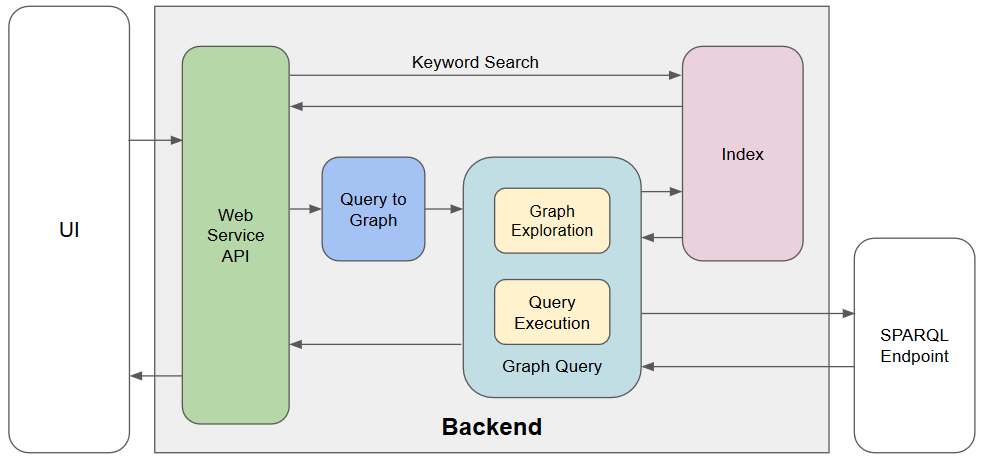 UI
Web
Service
API
Keyword Search
Query to
Graph
Graph
Exploration
Query
Execution
Graph Query
Index
Backend
SPARQL
Endpoint